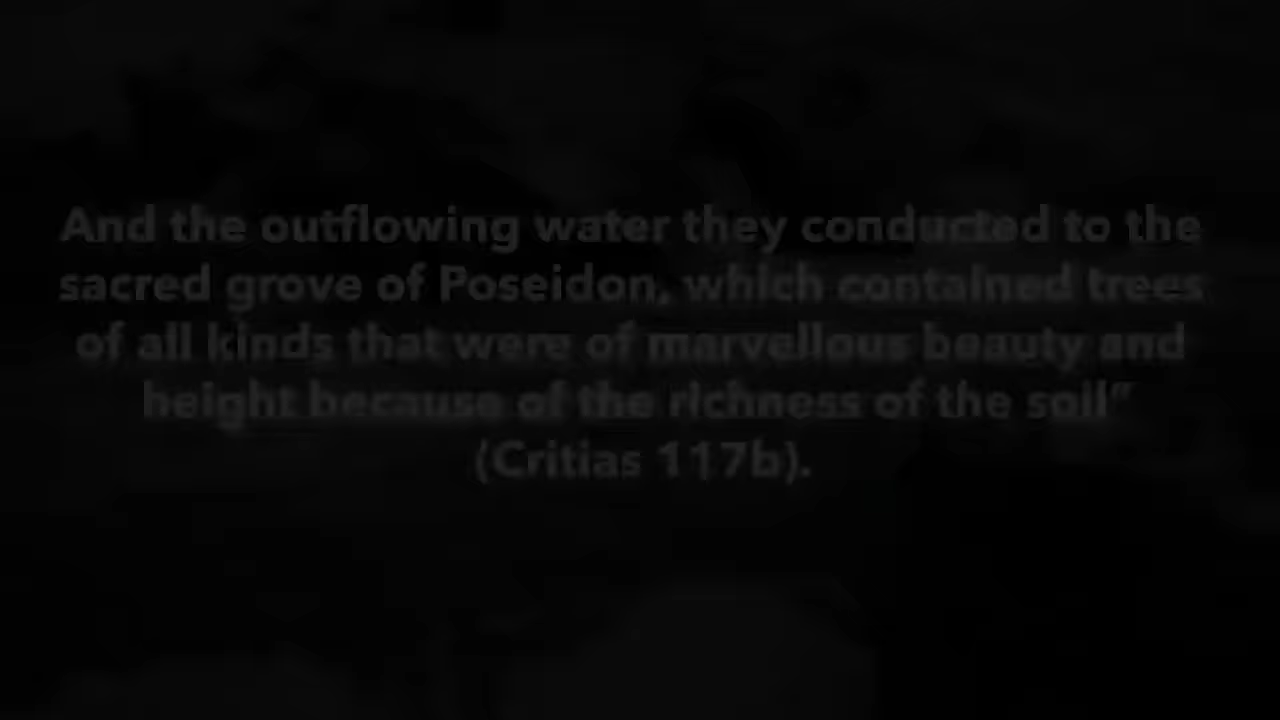 And the outflowing water they conducted to the
sacred grove of Poseidon, which contained trees
of all kinds that were of marvellous beauty and
height because of the richness of the soil”
(Critias 117b).